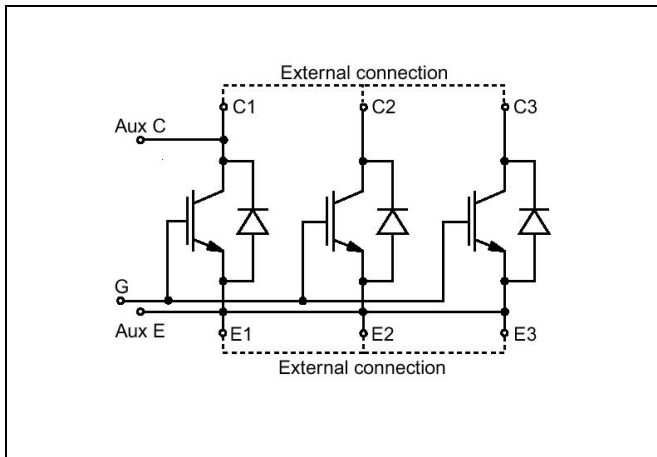 External connection
C1
C2
C3
Aux C
G
Aux E
E1
E2
E3
External connection